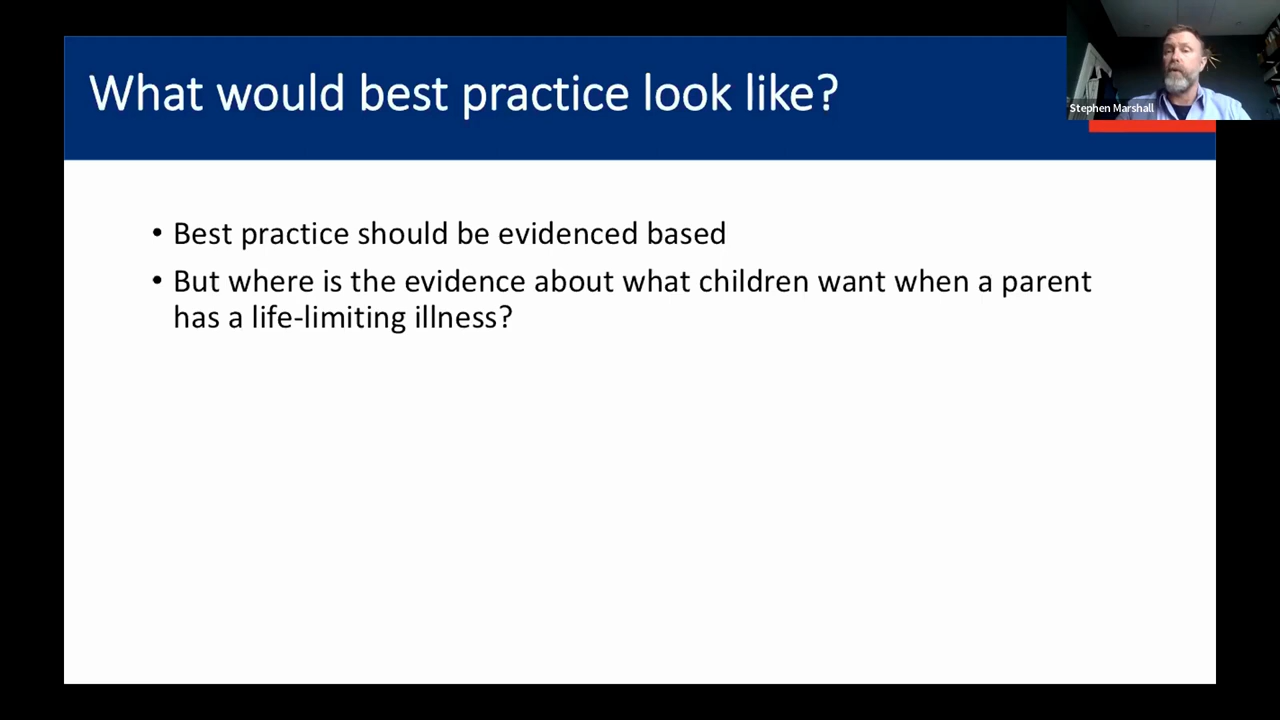 What would best practice look like?
Stephen Marshall
• Best practice should be evidenced based
• But where is the evidence about what children want when a parent
has a life-limiting illness?